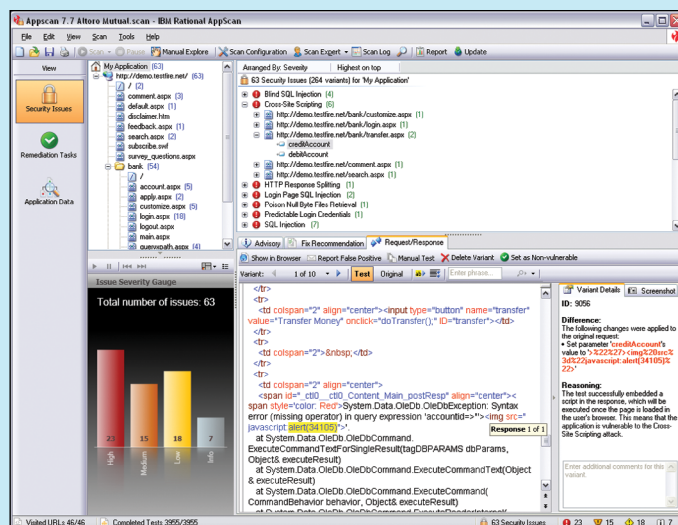 Appscan 7.7 Altoro Mutual.scan - IBM Rational AppScan
File Edit View Scan Tools Help
Scan Pause Manual Explore Scan Configuration Scan Expert Scan Log Report Update
View
Security Issues
Remediation Tasks
Application Data
My Application (63)
http://demo.testfire.net/ (63)
/ (2)
comment.aspx (3)
default.aspx (1)
disclaimer.htm
feedback.aspx (1)
search.aspx (2)
subscribe.swf
survey_questions.aspx
bank (54)
/
account.aspx (5)
apply.aspx (2)
customize.aspx (5)
login.aspx (18)
logout.aspx
main.aspx
queryxpath.aspx (4)
Arranged By: Severity Highest on top
63 Security Issues (264 variants) for 'My Application'
Blind SQL Injection (4)
Cross-Site Scripting (6)
http://demo.testfire.net/bank/customize.aspx (1)
http://demo.testfire.net/bank/login.aspx (1)
http://demo.testfire.net/bank/transfer.aspx (2)
creditAccount
debitAccount
http://demo.testfire.net/comment.aspx (1)
http://demo.testfire.net/search.aspx (1)
HTTP Response Splitting (1)
Login Page SQL Injection (2)
Poison Null Byte Files Retrieval (1)
Predictable Login Credentials (1)
SQL Injection (7)
Advisory Fix Recommendation Request/Response
Show in Browser Report False Positive Manual Test Delete Variant Set as Non-vulnerable
Variant: 1 of 10 Test Original Enter phrase...
Issue Severity Gauge
Total number of issues: 63
23 15 18 7
High Medium Low Info
</tr>
<tr>
<td colspan="2" align="center"><input type="button" name="transfer"
value="Transfer Money" onclick="doTransfer();" ID="transfer"></td>
</tr>
<tr>
<td colspan="2">&nbsp;</td>
</tr>
<tr>
<td colspan="2" align="center">
<span id="_ctl0__ctl0_Content_Main_postResp" align="center"><
span style='color: Red'>System.Data.OleDb.OleDbException: Syntax
error (missing operator) in query expression 'accountid=>"'><img src="
javascript:alert(34105)">'.
Response 1 of 1
at System.Data.OleDb.OleDbCommand.
ExecuteCommandTextForSingleResult(tagDBPARAMS dbParams,
Object& executeResult)
at System.Data.OleDb.OleDbCommand.ExecuteCommandText(Object
& executeResult)
at System.Data.OleDb.OleDbCommand.ExecuteCommand(
CommandBehavior behavior, Object& executeResult)
Variant Details Screenshot
ID: 9056
Difference:
The following changes were applied to
the original request:
• Set parameter 'creditAccount's
value to '>%22%27><img%20src%
3d%22javascript:alert(34105)%
22>'
Reasoning:
The test successfully embedded a
script in the response, which will be
executed once the page is loaded in
the user's browser. This means that the
application is vulnerable to the Cross-
Site Scripting attack.
Enter additional comments for this
variant.
Visited URLs 46/46 Completed Tests 3955/3955 63 Security Issues 23 15 18 7